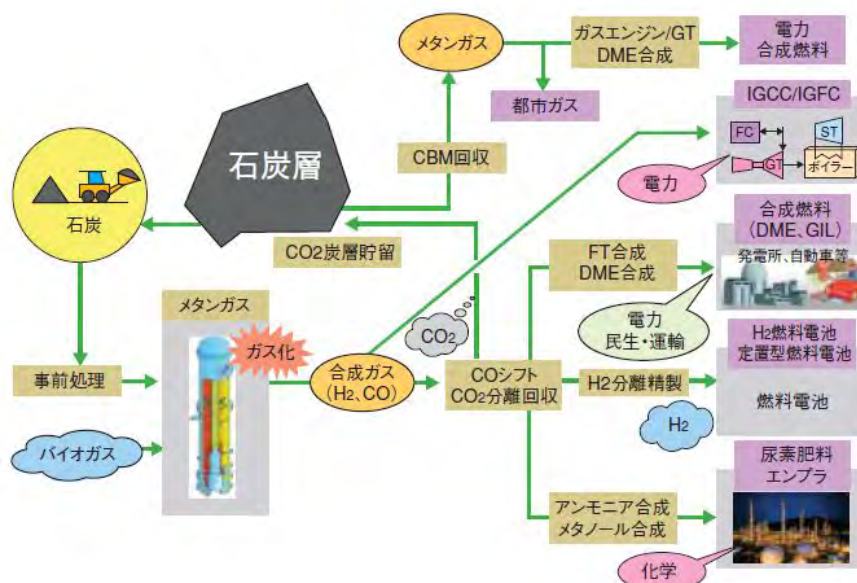 メタンガス
ガスエンジン/GT
DME合成
電力
合成燃料
都市ガス
IGCC/IGFC
FC
ST
GT
ボイラー
電力
石炭層
CBM回収
石炭
CO2炭層貯留
合成燃料
(DME、GIL)
発電所、自動車等
FT合成
DME合成
電力
民生・運輸
メタンガス
ガス化
CO2
事前処理
合成ガス
(H2、CO)
COシフト
CO2分離回収
H2分離精製
H2燃料電池
定置型燃料電池
燃料電池
H2
バイオガス
尿素肥料
エンプラ
アンモニア合成
メタノール合成
化学